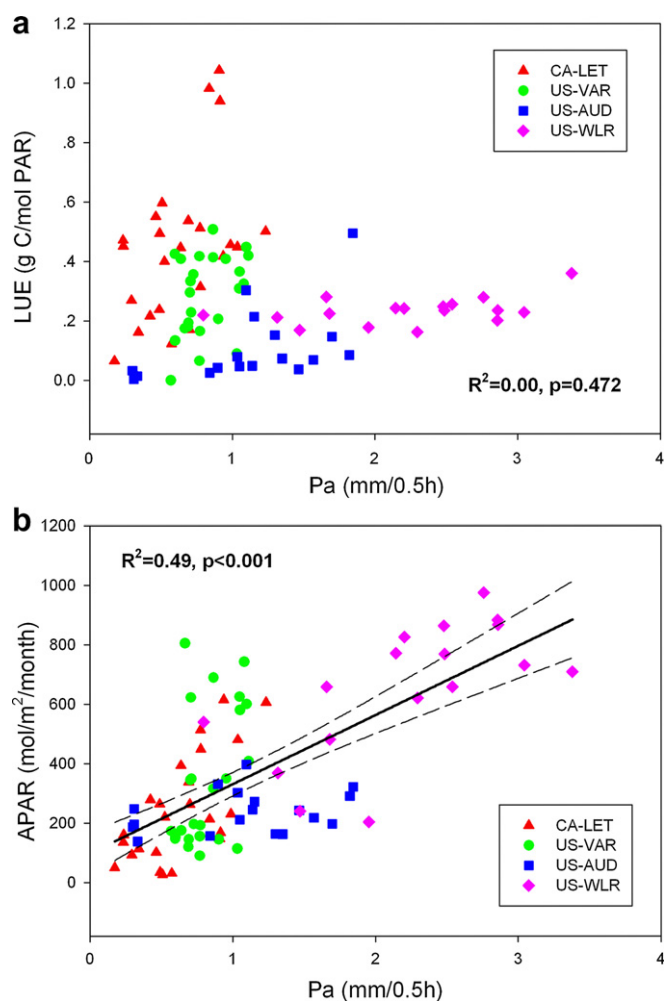 a
1.2
1.0
.8
.6
.4
.2
0.0
LUE (g C/mol PAR)
CA-LET
US-VAR
US-AUD
US-WLR
R²=0.00, p=0.472
0 1 2 3 4
Pa (mm/0.5h)
b
1200
1000
800
600
400
200
0
APAR (mol/m²/month)
R²=0.49, p<0.001
CA-LET
US-VAR
US-AUD
US-WLR
0 1 2 3 4
Pa (mm/0.5h)